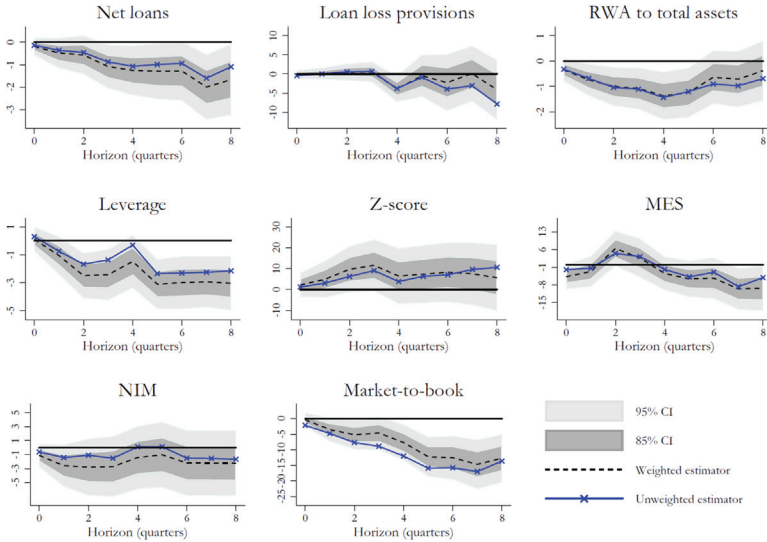 Net loans
0
-1
-2
-3
0 2 4 6 8
Horizon (quarters)
Loan loss provisions
10
5
0
-5
-10
0 2 4 6 8
Horizon (quarters)
RWA to total assets
1
0
-1
-2
0 2 4 6 8
Horizon (quarters)
Leverage
1
-1
-3
-5
0 2 4 6 8
Horizon (quarters)
Z-score
30
20
10
0
-10
0 2 4 6 8
Horizon (quarters)
MES
13
6
-1
-8
-15
0 2 4 6 8
Horizon (quarters)
NIM
5
3
1
-1
-3
-5
0 2 4 6 8
Horizon (quarters)
Market-to-book
0
-5
-10
-15
-20
-25
0 2 4 6 8
Horizon (quarters)
95% CI
85% CI
Weighted estimator
Unweighted estimator